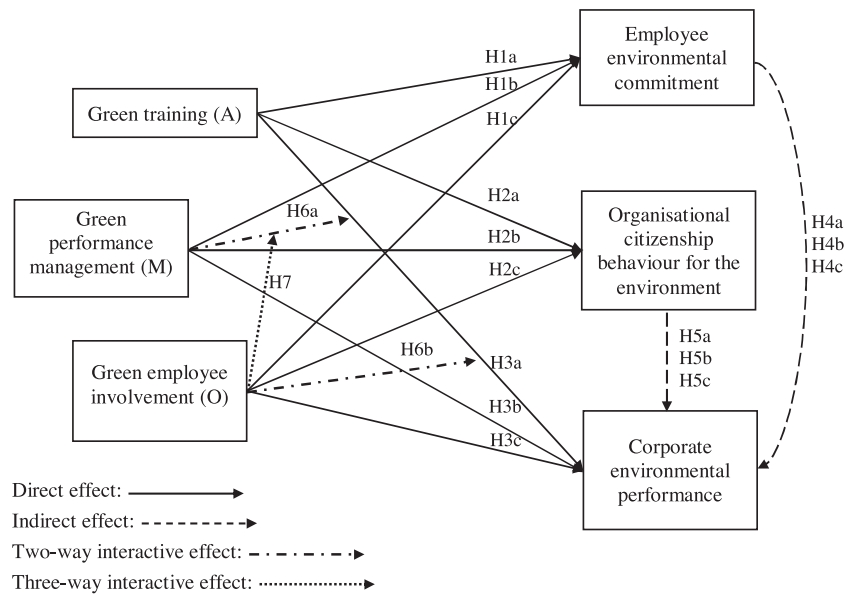 Employee
environmental
commitment
H1a
H1b
H1c
Green training (A)
Green
performance
management (M)
H6a
H2a
H2b
H2c
Organisational
citizenship
behaviour for the
environment
H4a
H4b
H4c
H7
Green employee
involvement (O)
H6b
H3a
H3b
H3c
H5a
H5b
H5c
Corporate
environmental
performance
Direct effect:
Indirect effect:
Two-way interactive effect:
Three-way interactive effect: